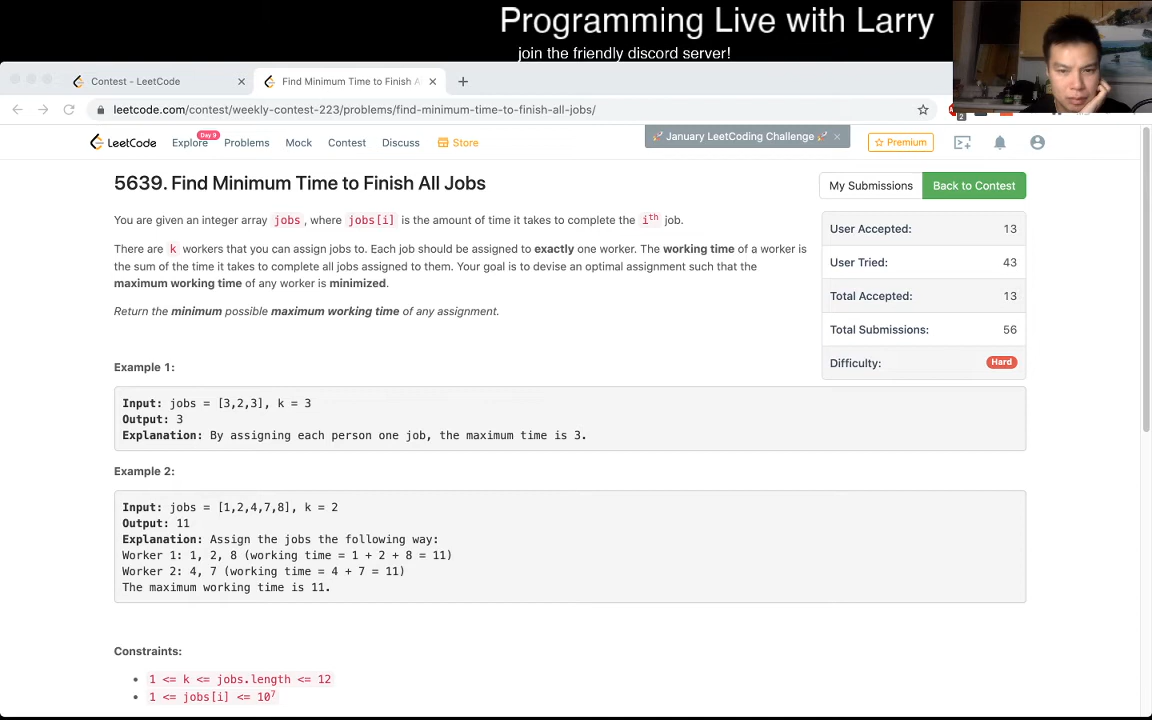 Programming Live with Larry
join the friendly discord server!
Contest - LeetCode
Find Minimum Time to Finish A
leetcode.com/contest/weekly-contest-223/problems/find-minimum-time-to-finish-all-jobs/
2
LeetCode Explore Day 9 Problems Mock Contest Discuss Store January LeetCoding Challenge Premium
5639. Find Minimum Time to Finish All Jobs
My Submissions Back to Contest
You are given an integer array jobs, where jobs[i] is the amount of time it takes to complete the ith job.
There are k workers that you can assign jobs to. Each job should be assigned to exactly one worker. The working time of a worker is
the sum of the time it takes to complete all jobs assigned to them. Your goal is to devise an optimal assignment such that the
maximum working time of any worker is minimized.
Return the minimum possible maximum working time of any assignment.
User Accepted: 13
User Tried: 43
Total Accepted: 13
Total Submissions: 56
Difficulty: Hard
Example 1:
Input: jobs = [3,2,3], k = 3
Output: 3
Explanation: By assigning each person one job, the maximum time is 3.
Example 2:
Input: jobs = [1,2,4,7,8], k = 2
Output: 11
Explanation: Assign the jobs the following way:
Worker 1: 1, 2, 8 (working time = 1 + 2 + 8 = 11)
Worker 2: 4, 7 (working time = 4 + 7 = 11)
The maximum working time is 11.
Constraints:
1 <= k <= jobs.length <= 12
1 <= jobs[i] <= 10⁷